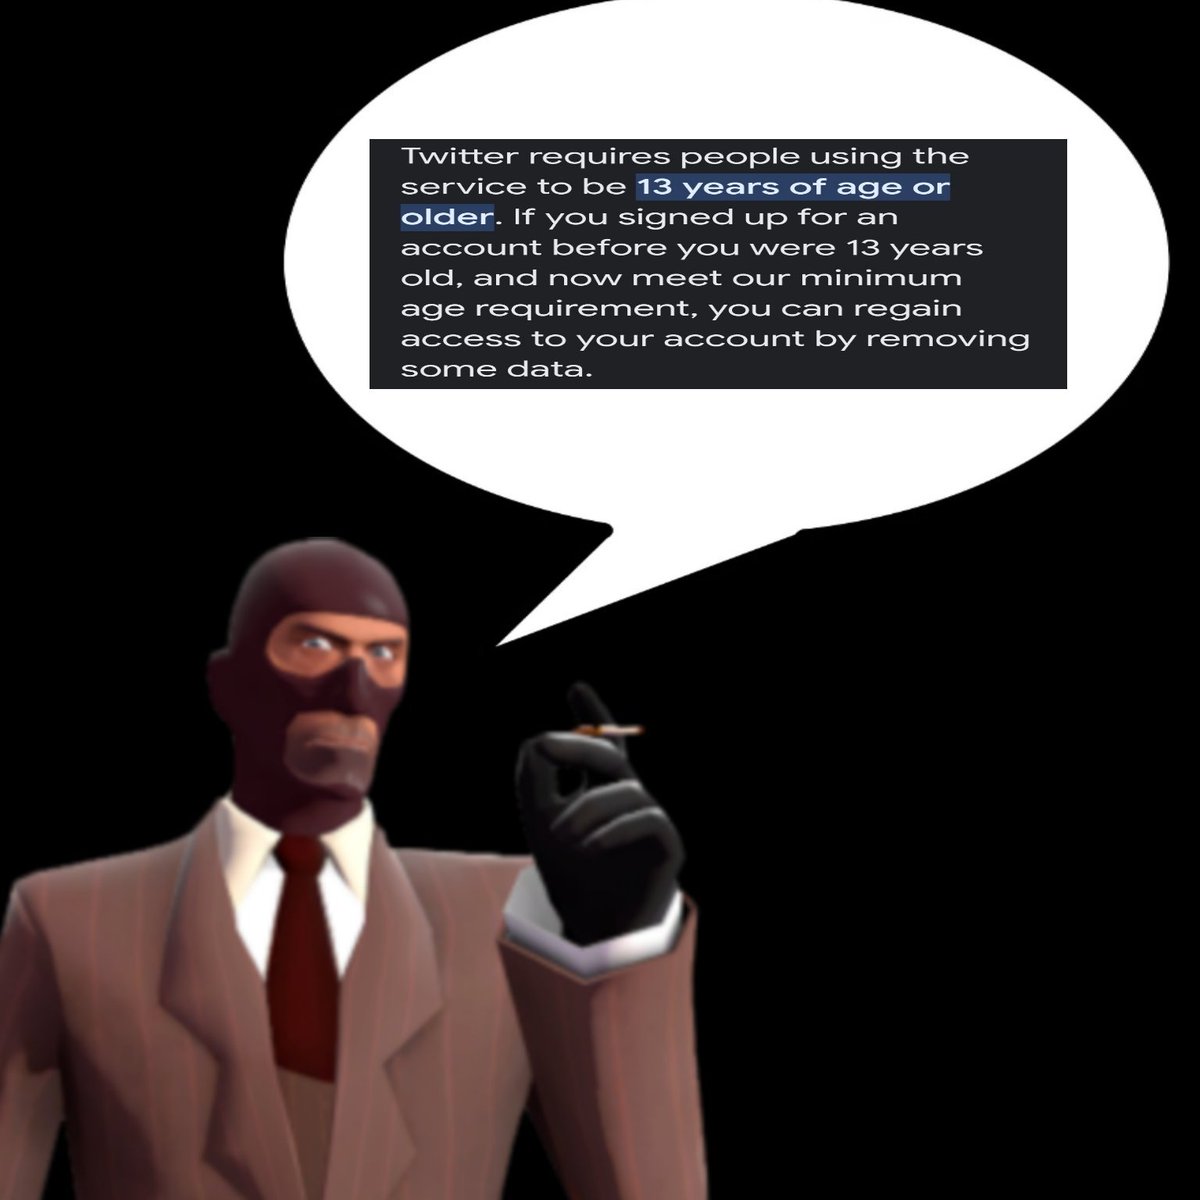 Twitter requires people using the
service to be 13 years of age or
older. If you signed up for an
account before you were 13 years
old, and now meet our minimum
age requirement, you can regain
access to your account by removing
some data.